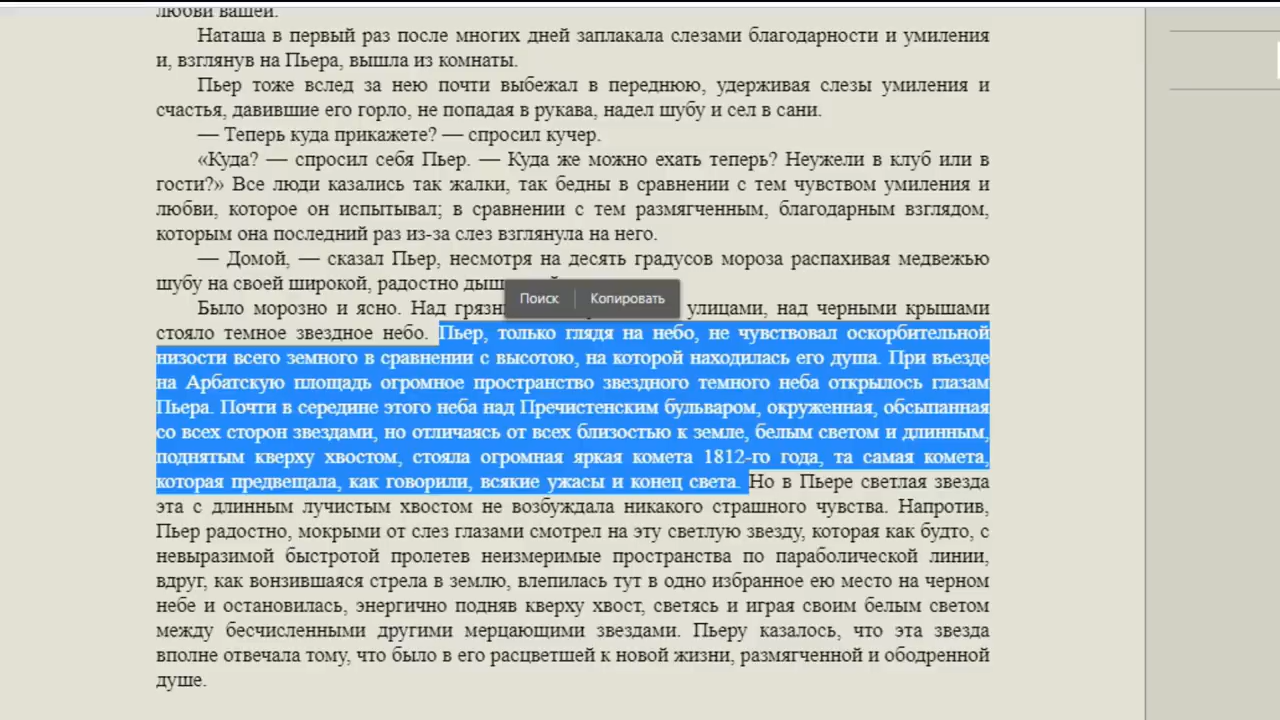 любви вашей.
Наташа в первый раз после многих дней заплакала слезами благодарности и умиления
и, взглянув на Пьера, вышла из комнаты.
Пьер тоже вслед за нею почти выбежал в переднюю, удерживая слезы умиления и
счастья, давившие его горло, не попадая в рукава, надел шубу и сел в сани.
— Теперь куда прикажете? — спросил кучер.
«Куда? — спросил себя Пьер. — Куда же можно ехать теперь? Неужели в клуб или в
гости?» Все люди казались так жалки, так бедны в сравнении с тем чувством умиления и
любви, которое он испытывал; в сравнении с тем размягченным, благодарным взглядом,
которым она последний раз из-за слез взглянула на него.
— Домой, — сказал Пьер, несмотря на десять градусов мороза распахивая медвежью
шубу на своей широкой, радостно дыш
Поиск Копировать
Было морозно и ясно. Над грязн улицами, над черными крышами
стояло темное звездное небо. Пьер, только глядя на небо, не чувствовал оскорбительной
низости всего земного в сравнении с высотою, на которой находилась его душа. При въезде
на Арбатскую площадь огромное пространство звездного темного неба открылось глазам
Пьера. Почти в середине этого неба над Пречистенским бульваром, окруженная, обсыпанная
со всех сторон звездами, но отличаясь от всех близостью к земле, белым светом и длинным,
поднятым кверху хвостом, стояла огромная яркая комета 1812-го года, та самая комета,
которая предвещала, как говорили, всякие ужасы и конец света. Но в Пьере светлая звезда
эта с длинным лучистым хвостом не возбуждала никакого страшного чувства. Напротив,
Пьер радостно, мокрыми от слез глазами смотрел на эту светлую звезду, которая как будто, с
невыразимой быстротой пролетев неизмеримые пространства по параболической линии,
вдруг, как вонзившаяся стрела в землю, влепилась тут в одно избранное ею место на черном
небе и остановилась, энергично подняв кверху хвост, светясь и играя своим белым светом
между бесчисленными другими мерцающими звездами. Пьеру казалось, что эта звезда
вполне отвечала тому, что было в его расцветшей к новой жизни, размягченной и ободренной
душе.